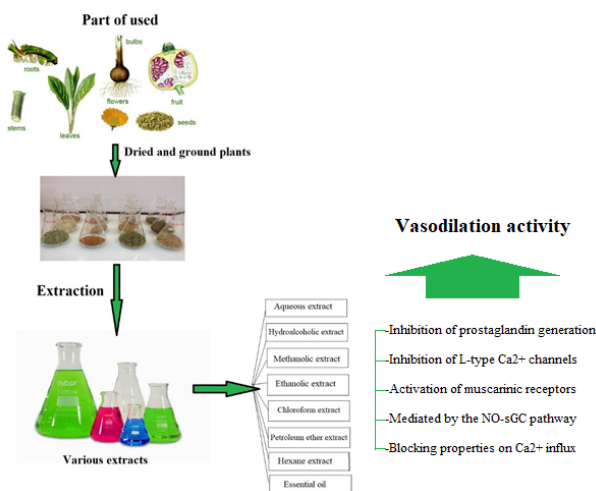 Part of used
bulbs
roots
flowers
fruit
stems
leaves
seeds
Dried and ground plants
Extraction
Various extracts
Aqueous extract
Hydroalcoholic extract
Methanolic extract
Ethanolic extract
Chloroform extract
Petroleum ether extract
Hexane extract
Essential oil
Vasodilation activity
-Inhibition of prostaglandin generation
-Inhibition of L-type Ca2+ channels
-Activation of muscarinic receptors
-Mediated by the NO-sGC pathway
-Blocking properties on Ca2+ influx